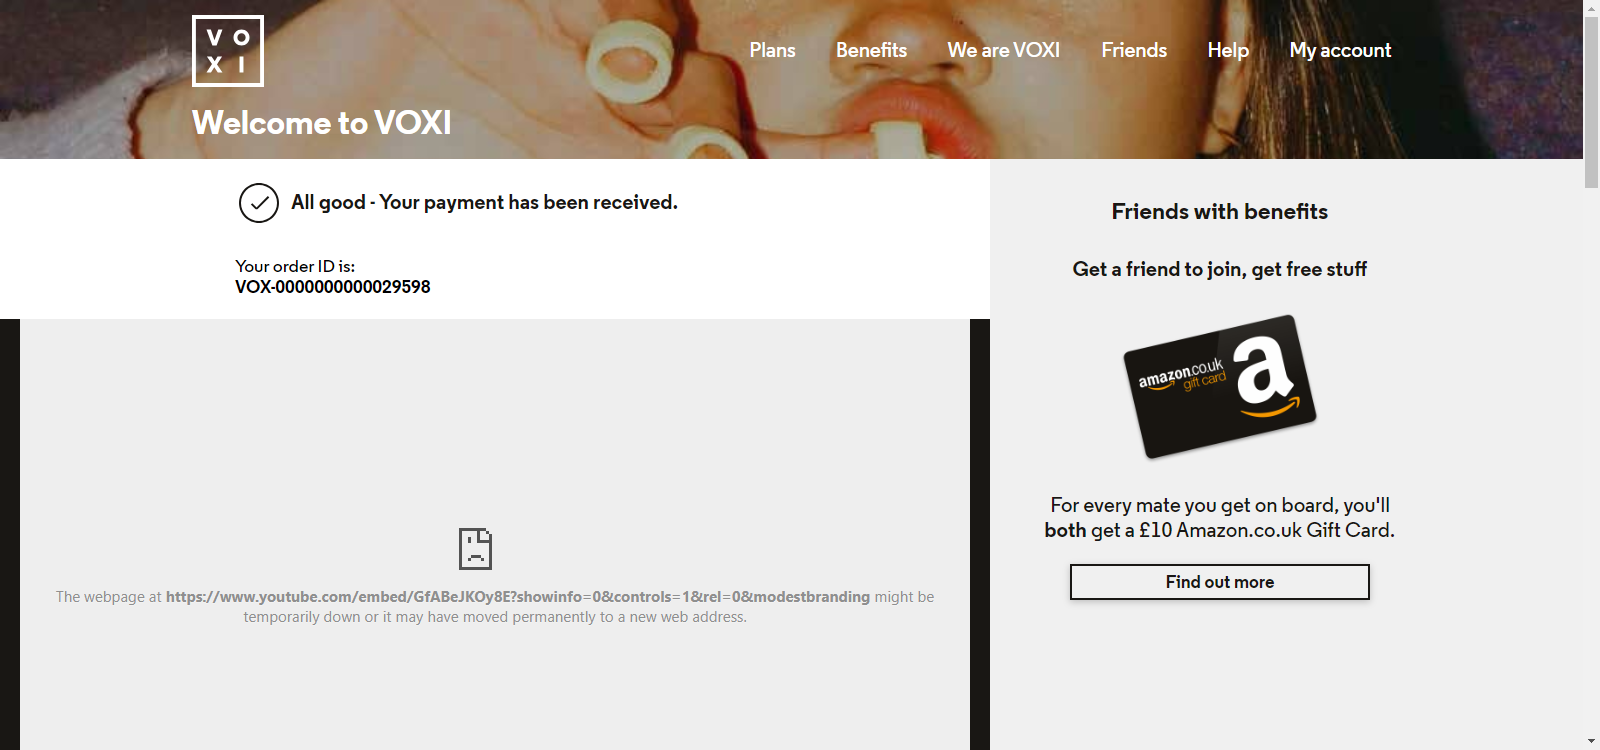 VO
XI
Plans
Benefits
We are VOXI
Friends
Help
My account
Welcome to VOXI
All good - Your payment has been received.
Your order ID is:
VOX-0000000000029598
The webpage at https://www.youtube.com/embed/GfABeJKOy8E?showinfo=0&controls=1&rel=0&modestbranding might be
temporarily down or it may have moved permanently to a new web address.
Friends with benefits
Get a friend to join, get free stuff
amazon.co.uk
gift card
a
For every mate you get on board, you'll
both get a £10 Amazon.co.uk Gift Card.
Find out more